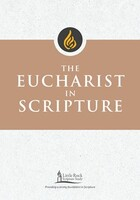 THE
EUCHARIST
IN
SCRIPTURE
Little Rock
Scripture Study